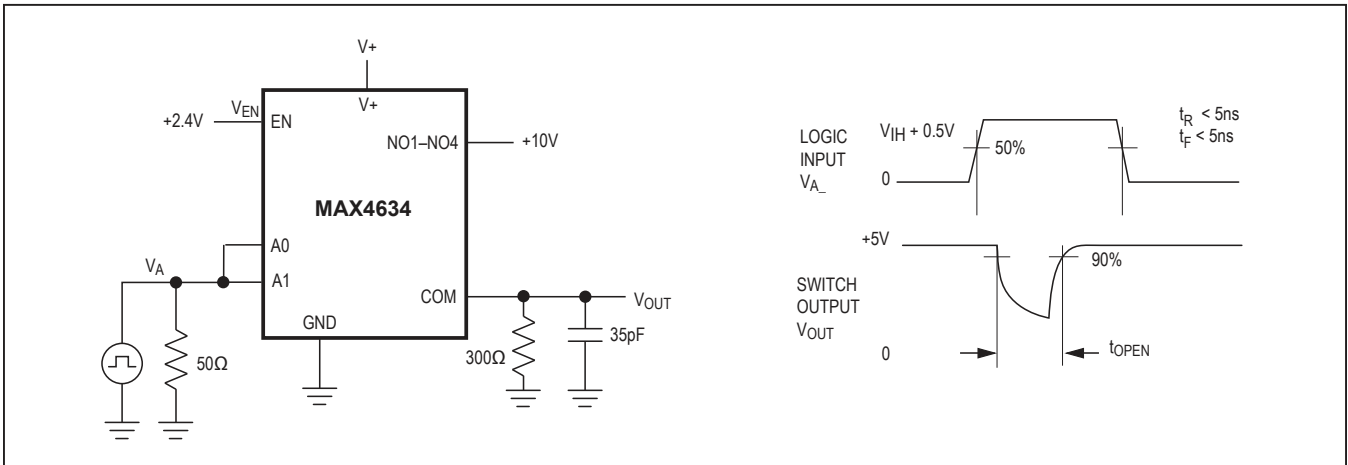 V+
V+
+2.4V
VEN
EN
NO1–NO4
+10V
MAX4634
A0
VA
A1
COM
VOUT
GND
50Ω
300Ω
35pF
LOGIC
INPUT
VA_
VIH + 0.5V
50%
0
tR < 5ns
tF < 5ns
+5V
90%
SWITCH
OUTPUT
VOUT
0
tOPEN